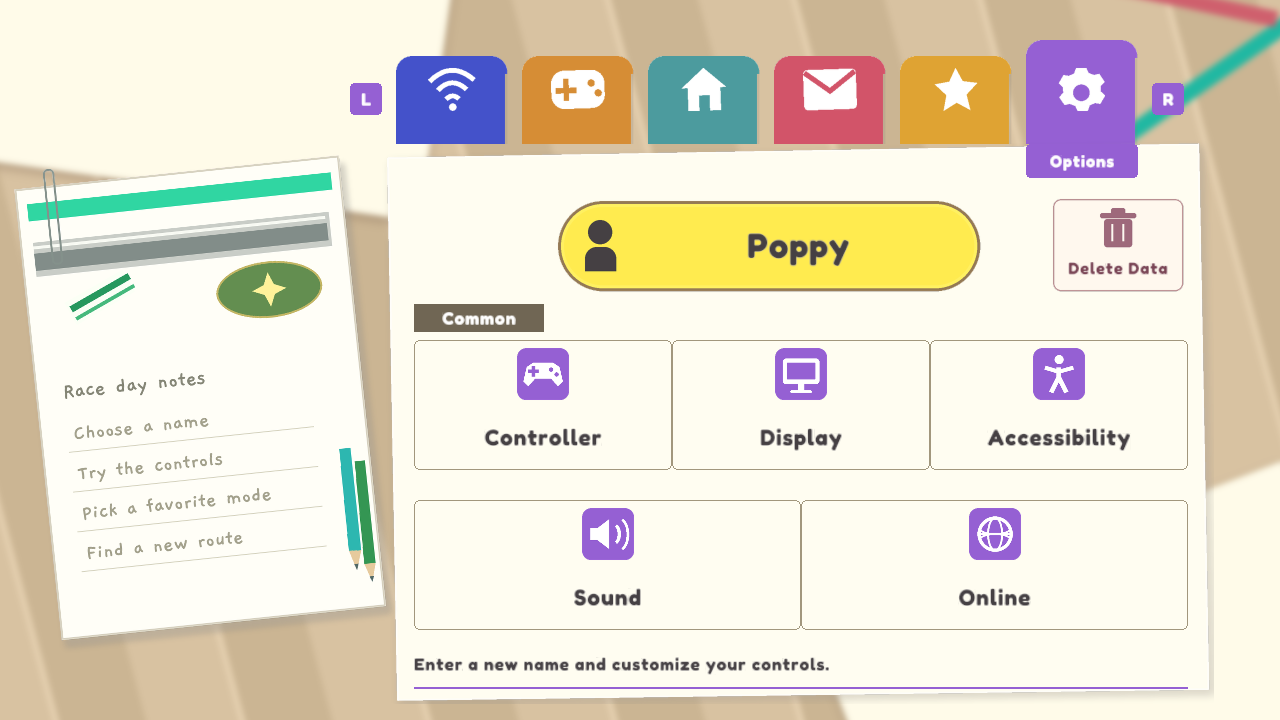 L
R
Options
Poppy
Delete Data
Common
Controller
Display
Accessibility
Sound
Online
Enter a new name and customize your controls.
Race day notes
Choose a name
Try the controls
Pick a favorite mode
Find a new route